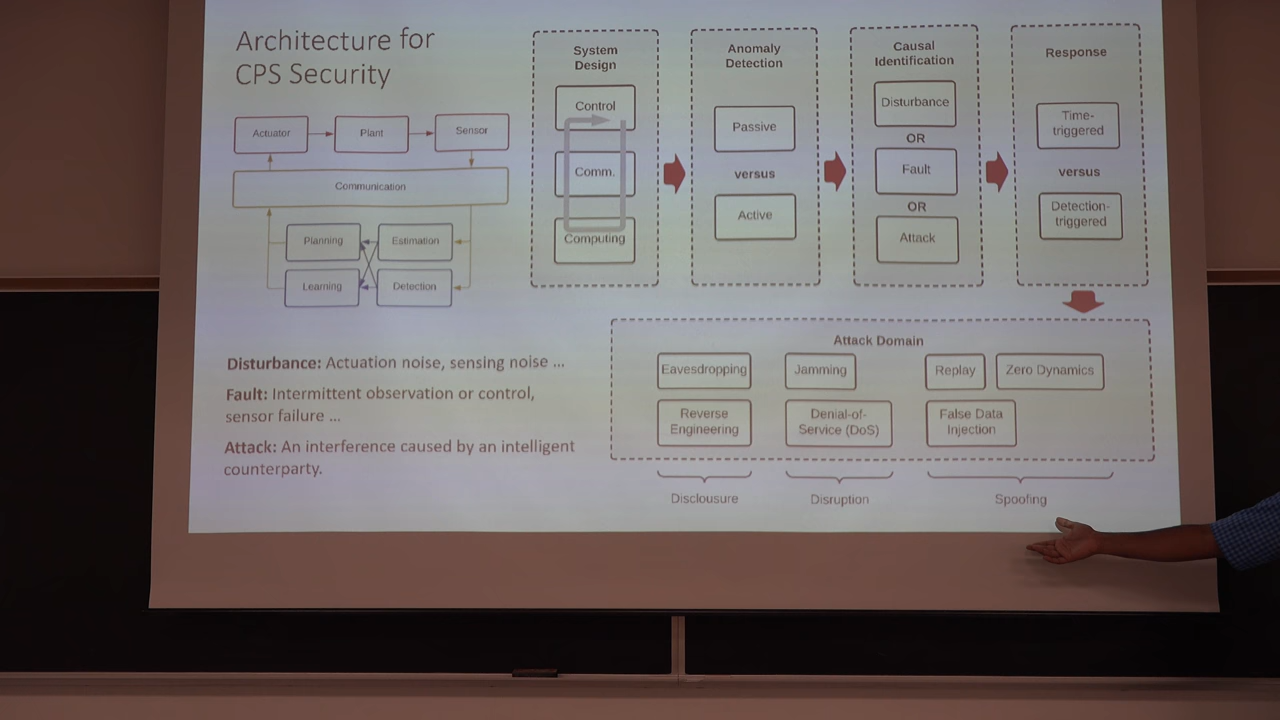 Architecture for
CPS Security
Actuator
Plant
Sensor
Communication
Planning
Estimation
Learning
Detection
System
Design
Control
Comm.
Computing
Anomaly
Detection
Passive
versus
Active
Causal
Identification
Disturbance
OR
Fault
OR
Attack
Response
Time-
triggered
versus
Detection-
triggered
Disturbance: Actuation noise, sensing noise ...
Fault: Intermittent observation or control,
sensor failure ...
Attack: An interference caused by an intelligent
counterparty.
Attack Domain
Eavesdropping
Jamming
Replay
Zero Dynamics
Reverse
Engineering
Denial-of-
Service (DoS)
False Data
Injection
Disclousure
Disruption
Spoofing